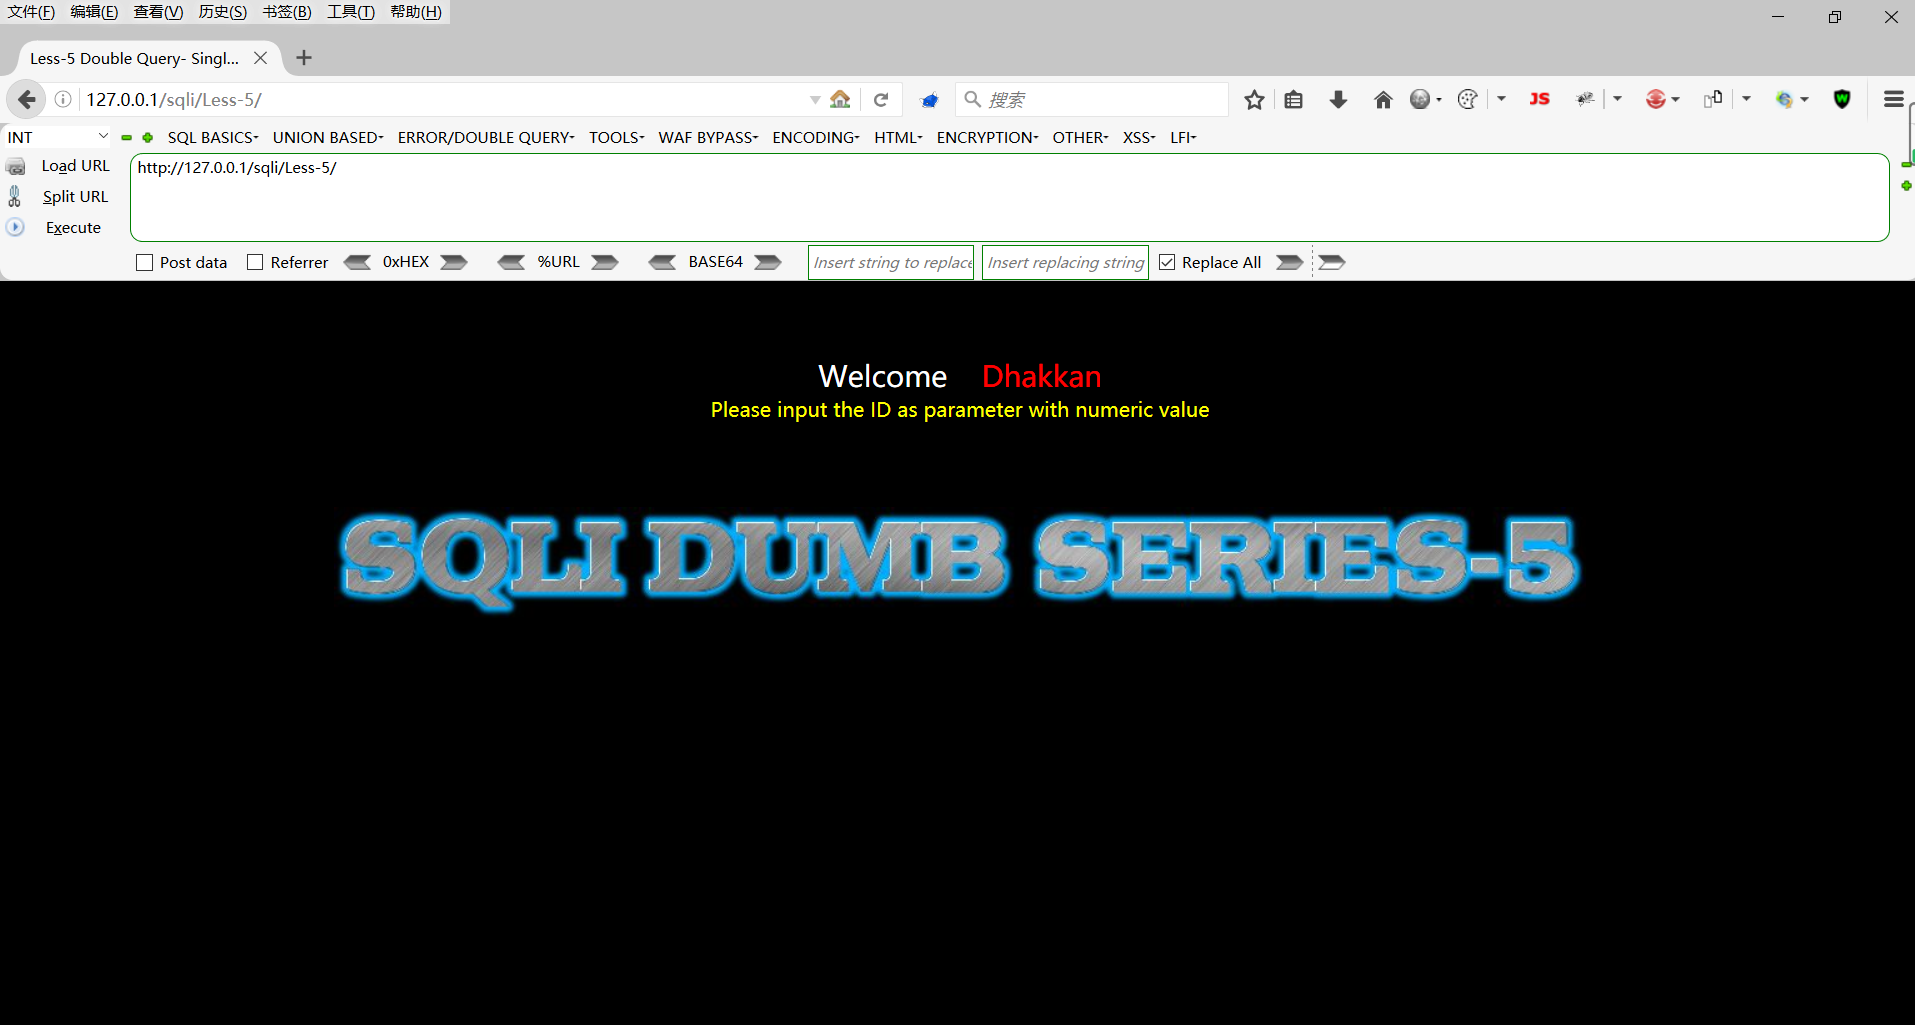 文件(F) 编辑(E) 查看(V) 历史(S) 书签(B) 工具(T) 帮助(H)
Less-5 Double Query- Singl...
127.0.0.1/sqli/Less-5/
搜索
JS
W
INT
SQL BASICS UNION BASED ERROR/DOUBLE QUERY TOOLS WAF BYPASS ENCODING HTML ENCRYPTION OTHER XSS LFI
Load URL
http://127.0.0.1/sqli/Less-5/
Split URL
Execute
Post data Referrer 0xHEX %URL BASE64 Insert string to replace Insert replacing string Replace All
Welcome Dhakkan
Please input the ID as parameter with numeric value
SQLI DUMB SERIES-5